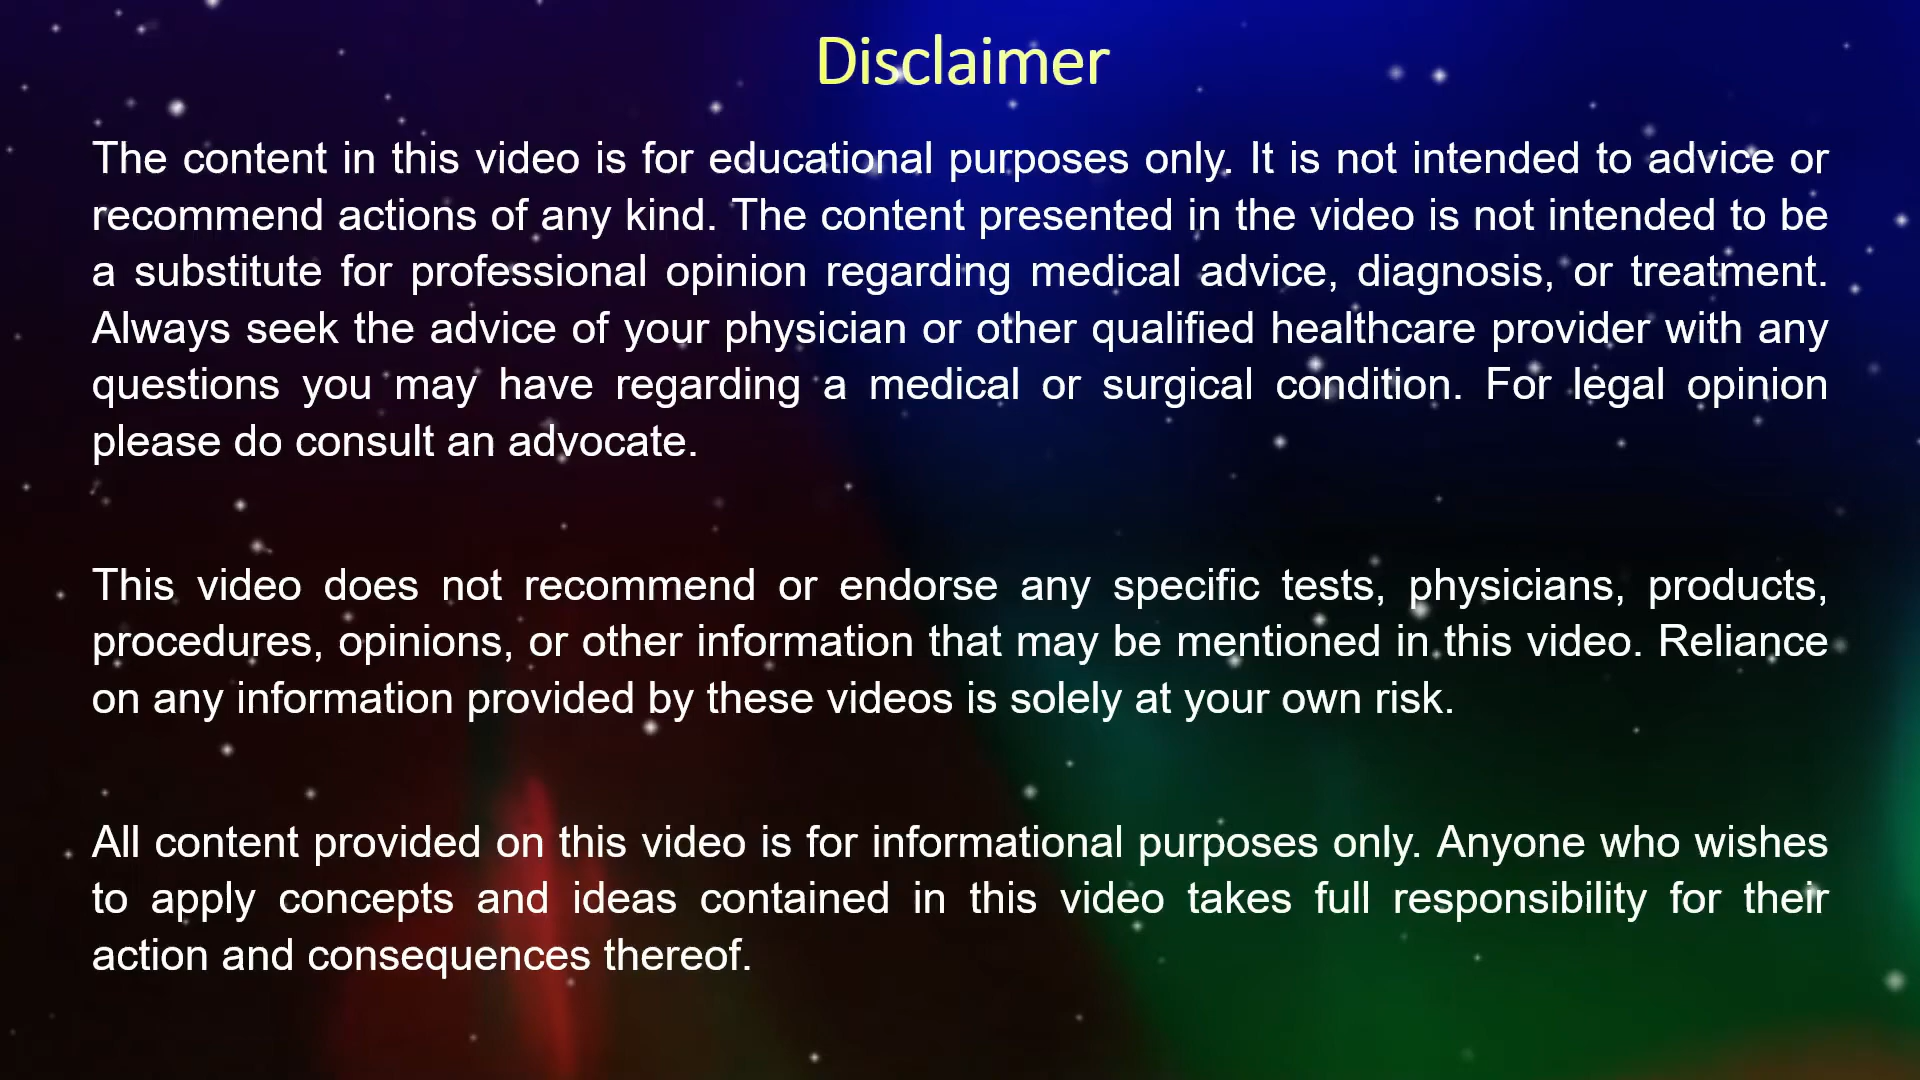 Disclaimer
The content in this video is for educational purposes only. It is not intended to advice or
recommend actions of any kind. The content presented in the video is not intended to be
a substitute for professional opinion regarding medical advice, diagnosis, or treatment.
Always seek the advice of your physician or other qualified healthcare provider with any
questions you may have regarding a medical or surgical condition. For legal opinion
please do consult an advocate.
This video does not recommend or endorse any specific tests, physicians, products,
procedures, opinions, or other information that may be mentioned in this video. Reliance
on any information provided by these videos is solely at your own risk.
All content provided on this video is for informational purposes only. Anyone who wishes
to apply concepts and ideas contained in this video takes full responsibility for their
action and consequences thereof.